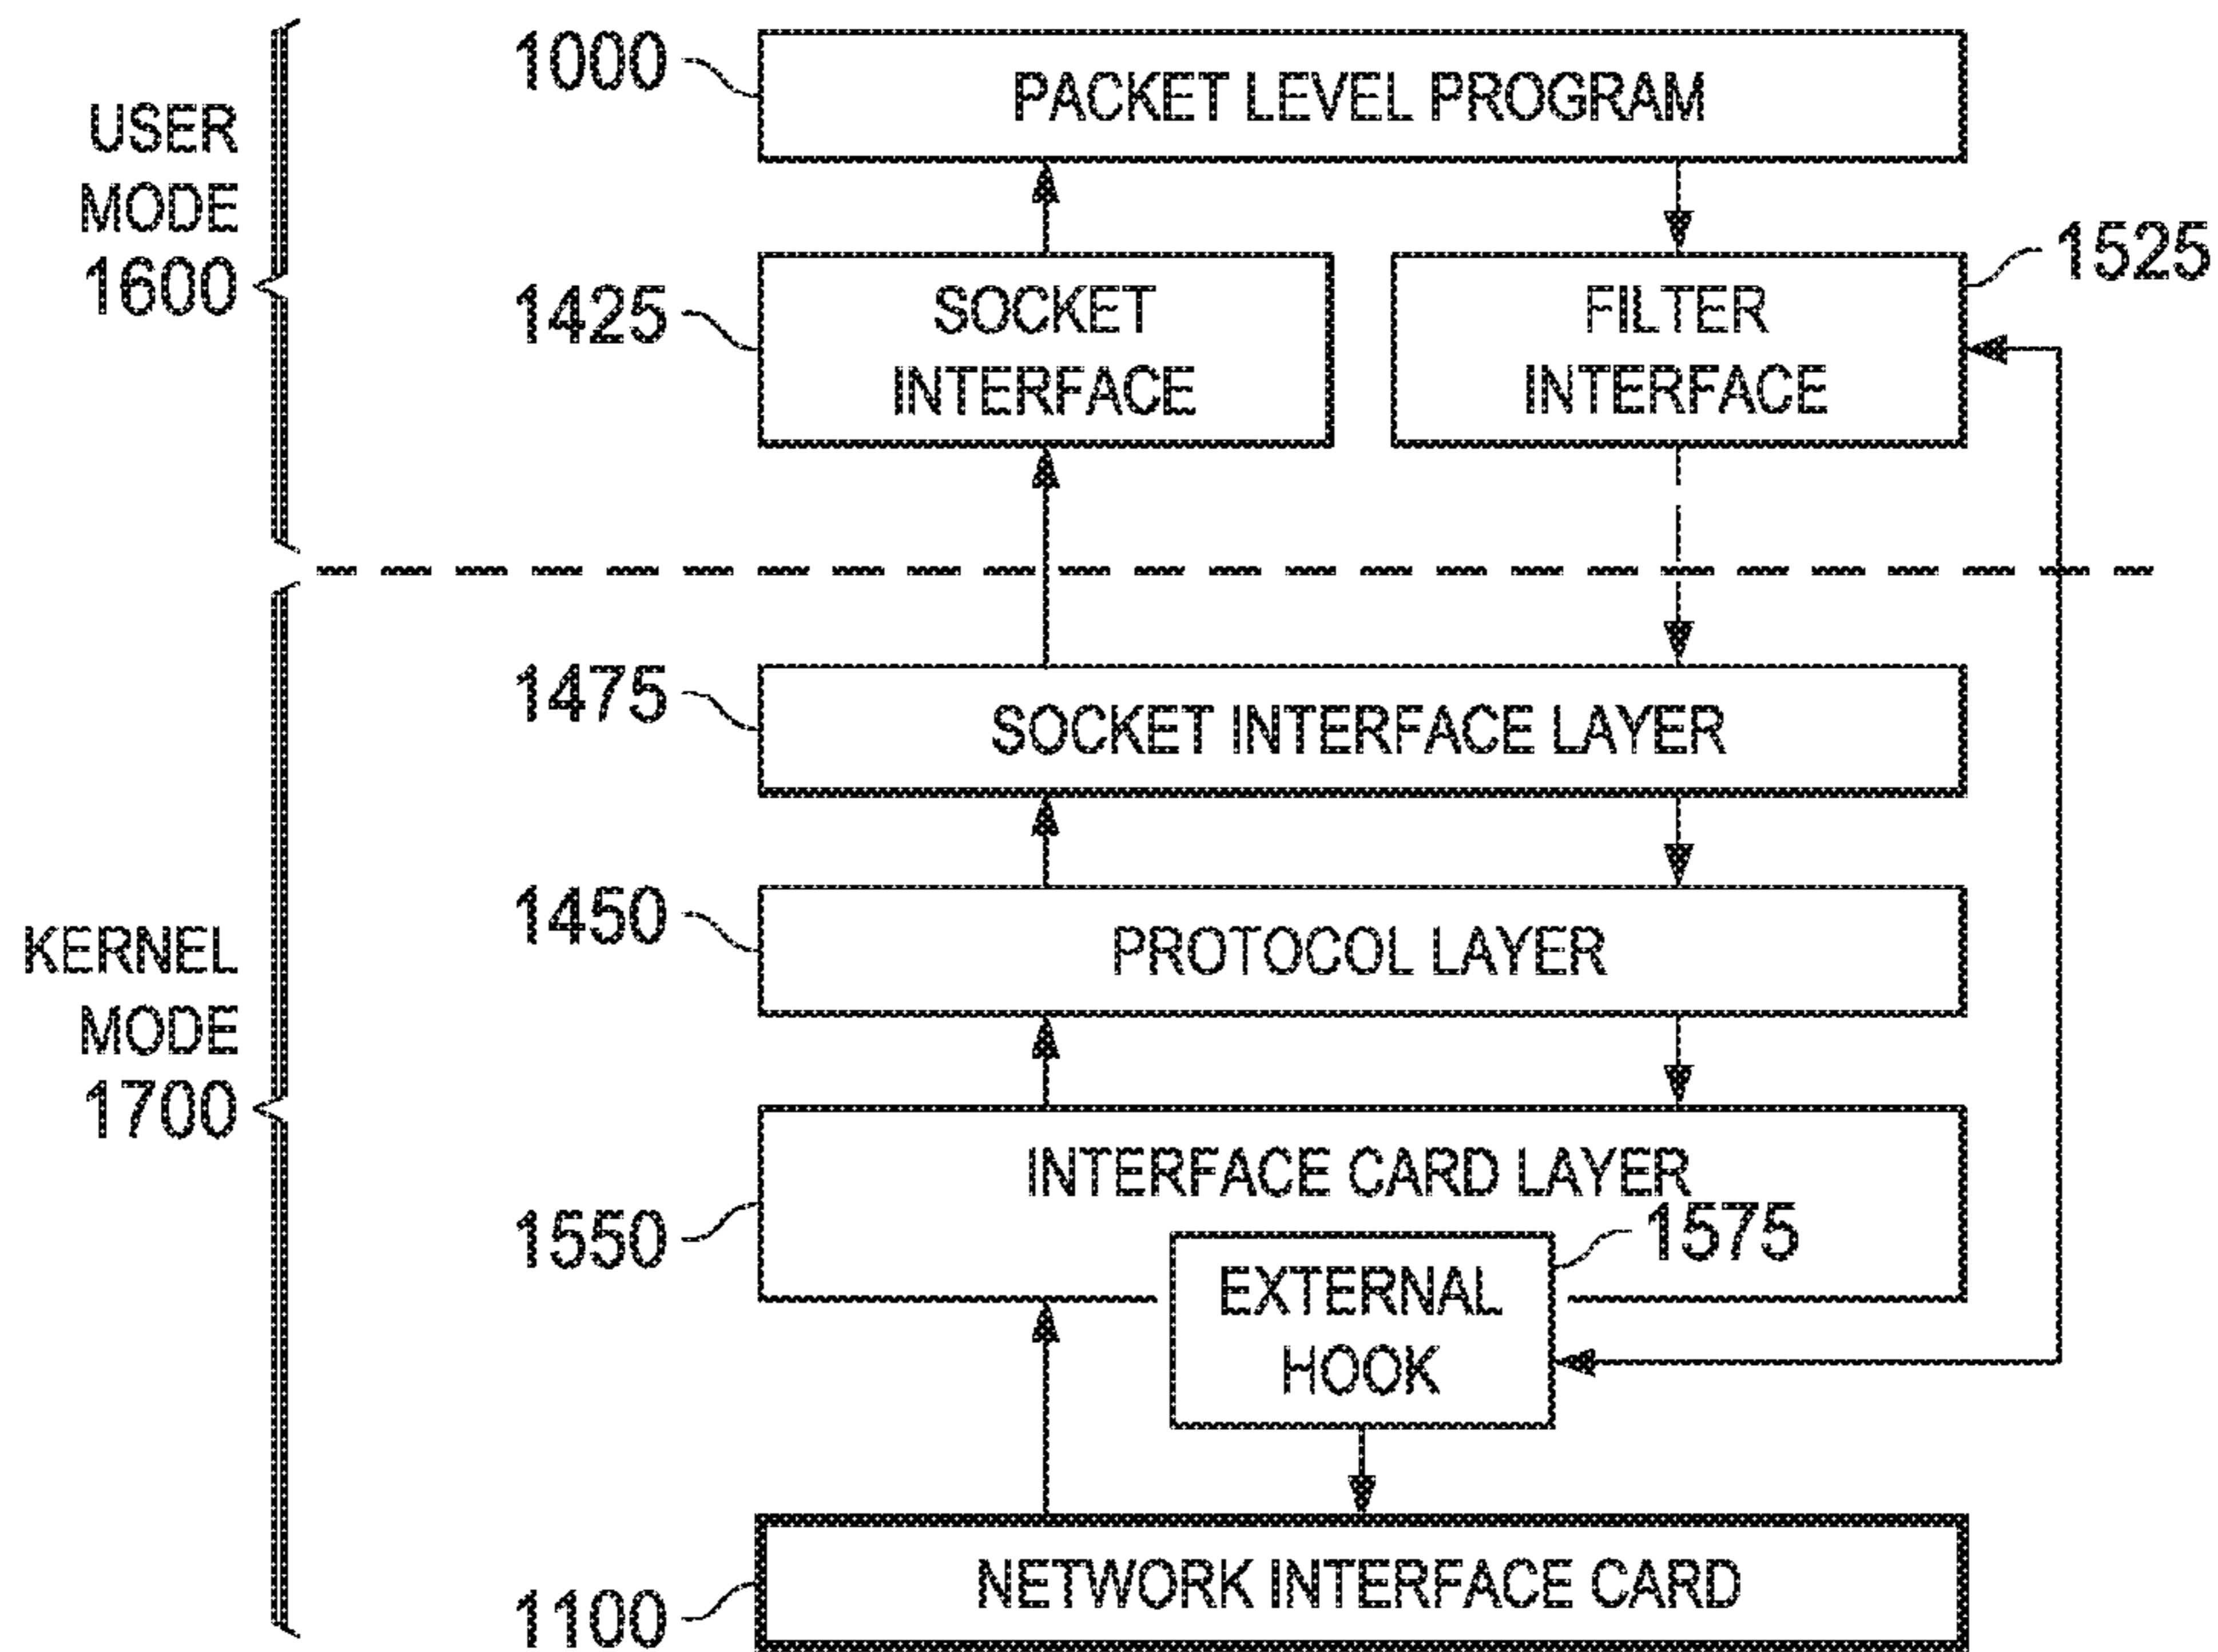 USER
MODE
1600
1000
PACKET LEVEL PROGRAM
1425
SOCKET
INTERFACE
FILTER
INTERFACE
1525
KERNEL
MODE
1700
1475
SOCKET INTERFACE LAYER
1450
PROTOCOL LAYER
1550
INTERFACE CARD LAYER
1575
EXTERNAL
HOOK
1100
NETWORK INTERFACE CARD